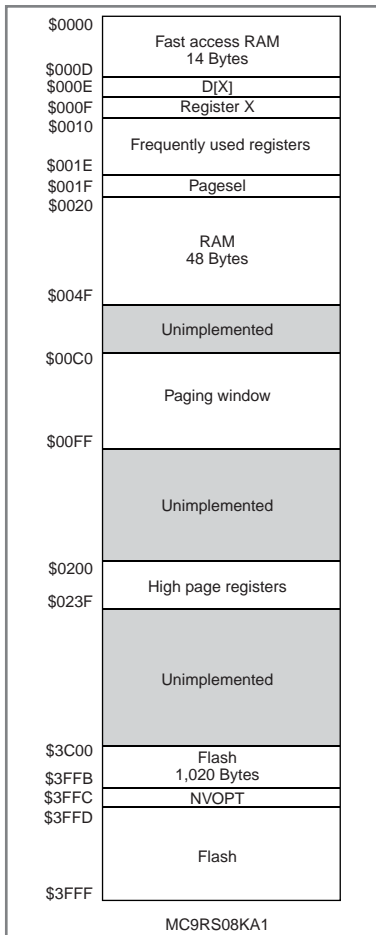 $0000
Fast access RAM
14 Bytes
$000D
$000E
D[X]
$000F
Register X
$0010
Frequently used registers
$001E
$001F
Pagesel
$0020
RAM
48 Bytes
$004F
Unimplemented
$00C0
Paging window
$00FF
Unimplemented
$0200
High page registers
$023F
Unimplemented
$3C00
Flash
1,020 Bytes
$3FFB
$3FFC
NVOPT
$3FFD
Flash
$3FFF
MC9RS08KA1